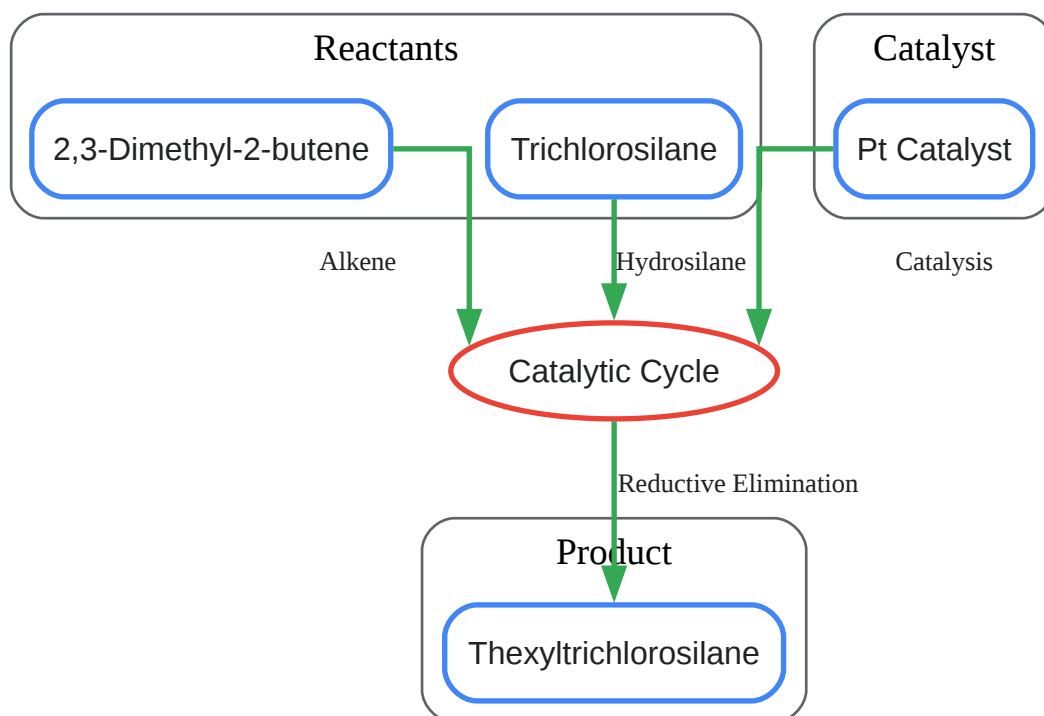 Reactants
Catalyst
2,3-Dimethyl-2-butene
Trichlorosilane
Pt Catalyst
Alkene
Hydrosilane
Catalysis
Catalytic Cycle
Reductive Elimination
Product
Thexyltrichlorosilane